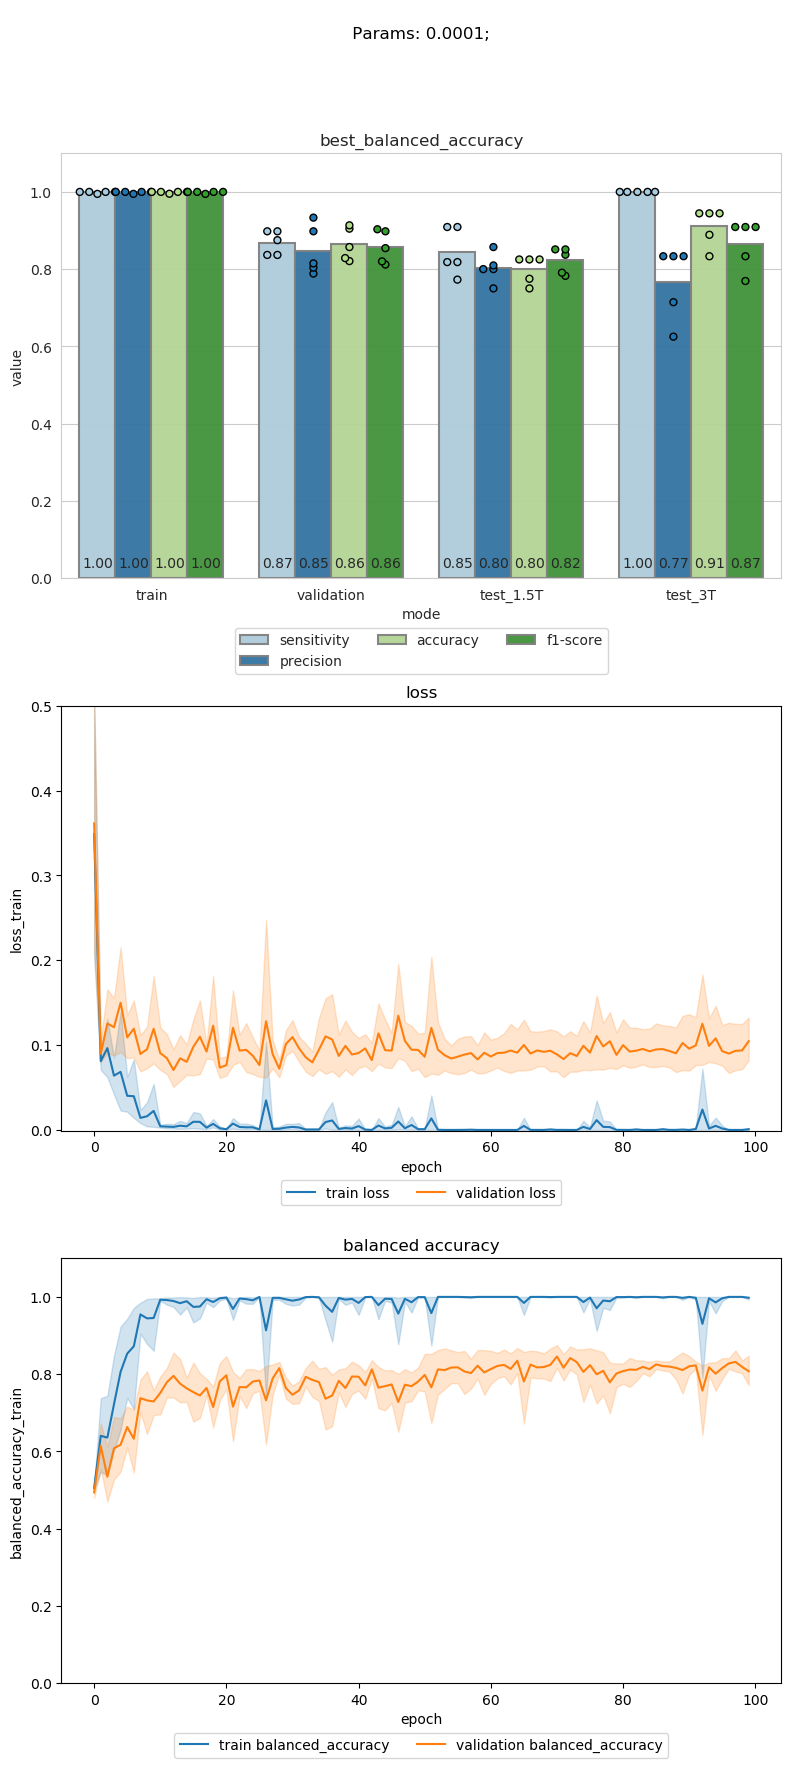 Params: 0.0001;
best_balanced_accuracy
value
1.0
0.8
0.6
0.4
0.2
0.0
1.00 1.00 1.00 1.00 0.87 0.85 0.86 0.86 0.85 0.80 0.80 0.82 1.00 0.77 0.91 0.87
train validation test_1.5T test_3T
mode
sensitivity accuracy f1-score
precision
loss
loss_train
0.5
0.4
0.3
0.2
0.1
0.0
0 20 40 60 80 100
epoch
train loss validation loss
balanced accuracy
balanced_accuracy_train
1.0
0.8
0.6
0.4
0.2
0.0
0 20 40 60 80 100
epoch
train balanced_accuracy validation balanced_accuracy